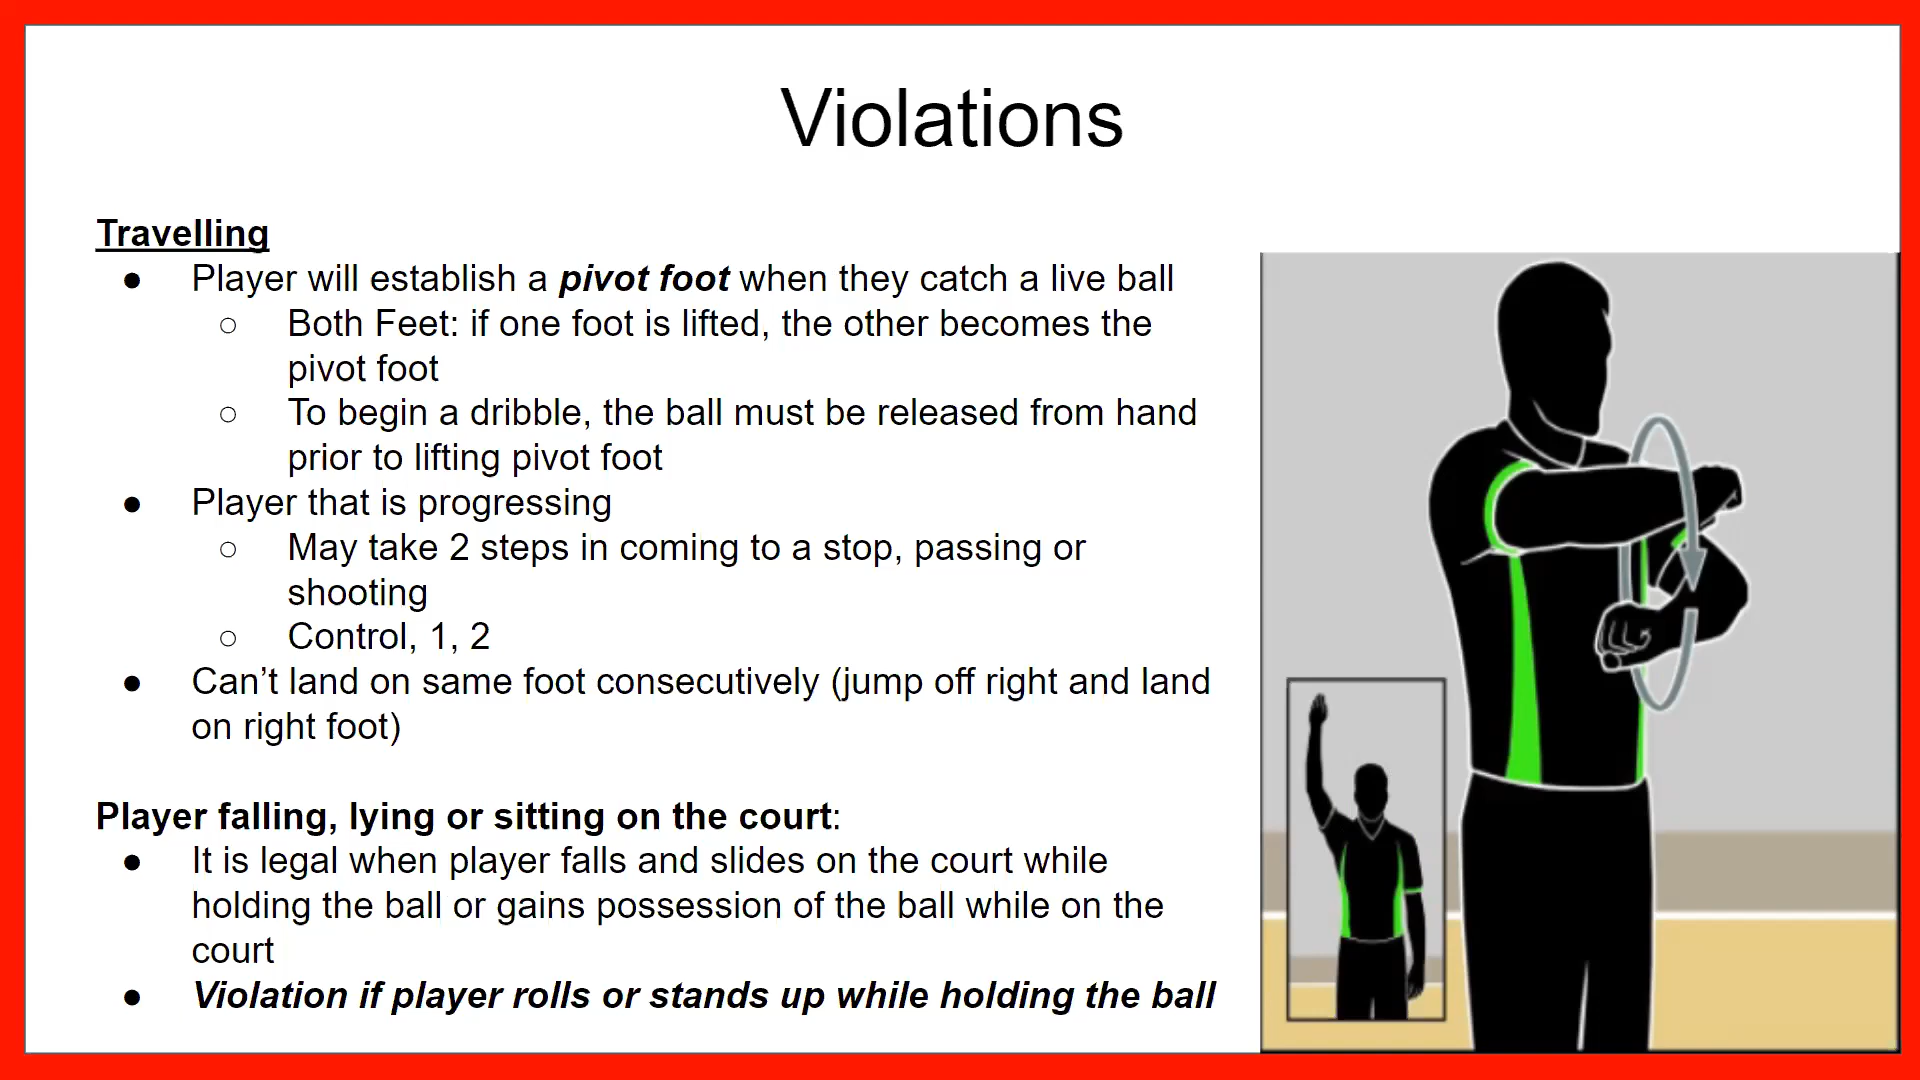 Violations
Travelling
● Player will establish a pivot foot when they catch a live ball
○ Both Feet: if one foot is lifted, the other becomes the
pivot foot
○ To begin a dribble, the ball must be released from hand
prior to lifting pivot foot
● Player that is progressing
○ May take 2 steps in coming to a stop, passing or
shooting
○ Control, 1, 2
● Can’t land on same foot consecutively (jump off right and land
on right foot)
Player falling, lying or sitting on the court:
● It is legal when player falls and slides on the court while
holding the ball or gains possession of the ball while on the
court
● Violation if player rolls or stands up while holding the ball